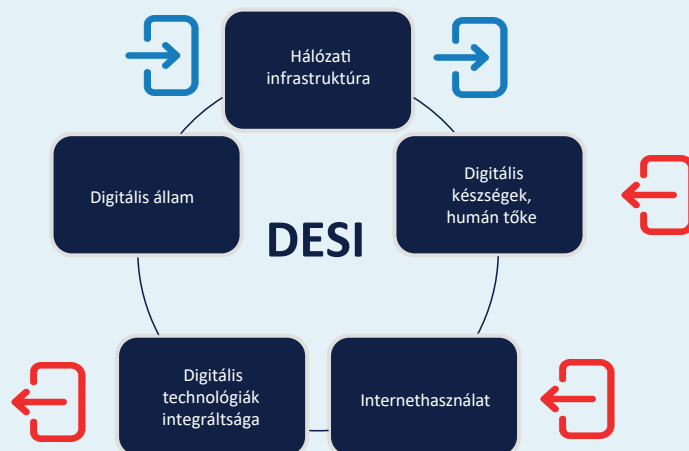 Hálózati
infrastruktúra
Digitális állam
Digitális
készségek,
humán tőke
DESI
Digitális
technológiák
integráltsága
Internethasználat